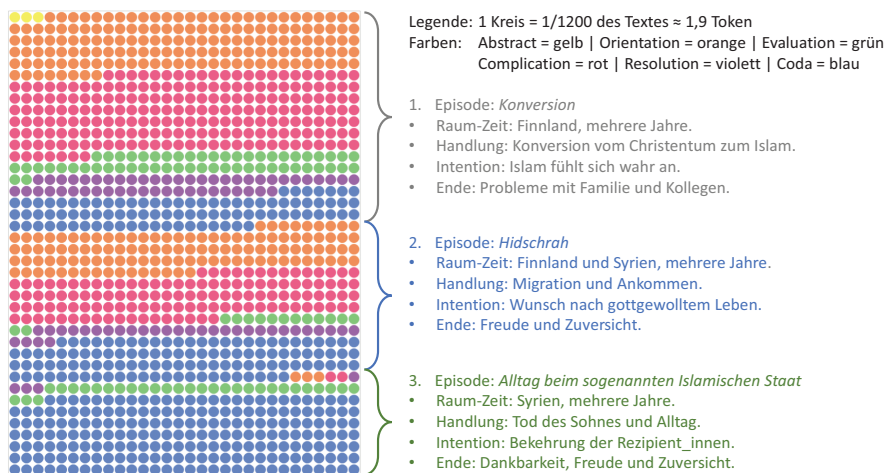 Legende: 1 Kreis = 1/1200 des Textes ≈ 1,9 Token
Farben: Abstract = gelb | Orientation = orange | Evaluation = grün
Complication = rot | Resolution = violett | Coda = blau
1. Episode: Konversion
• Raum-Zeit: Finnland, mehrere Jahre.
• Handlung: Konversion vom Christentum zum Islam.
• Intention: Islam fühlt sich wahr an.
• Ende: Probleme mit Familie und Kollegen.
2. Episode: Hidschrah
• Raum-Zeit: Finnland und Syrien, mehrere Jahre.
• Handlung: Migration und Ankommen.
• Intention: Wunsch nach gottgewolltem Leben.
• Ende: Freude und Zuversicht.
3. Episode: Alltag beim sogenannten Islamischen Staat
• Raum-Zeit: Syrien, mehrere Jahre.
• Handlung: Tod des Sohnes und Alltag.
• Intention: Bekehrung der Rezipient_innen.
• Ende: Dankbarkeit, Freude und Zuversicht.